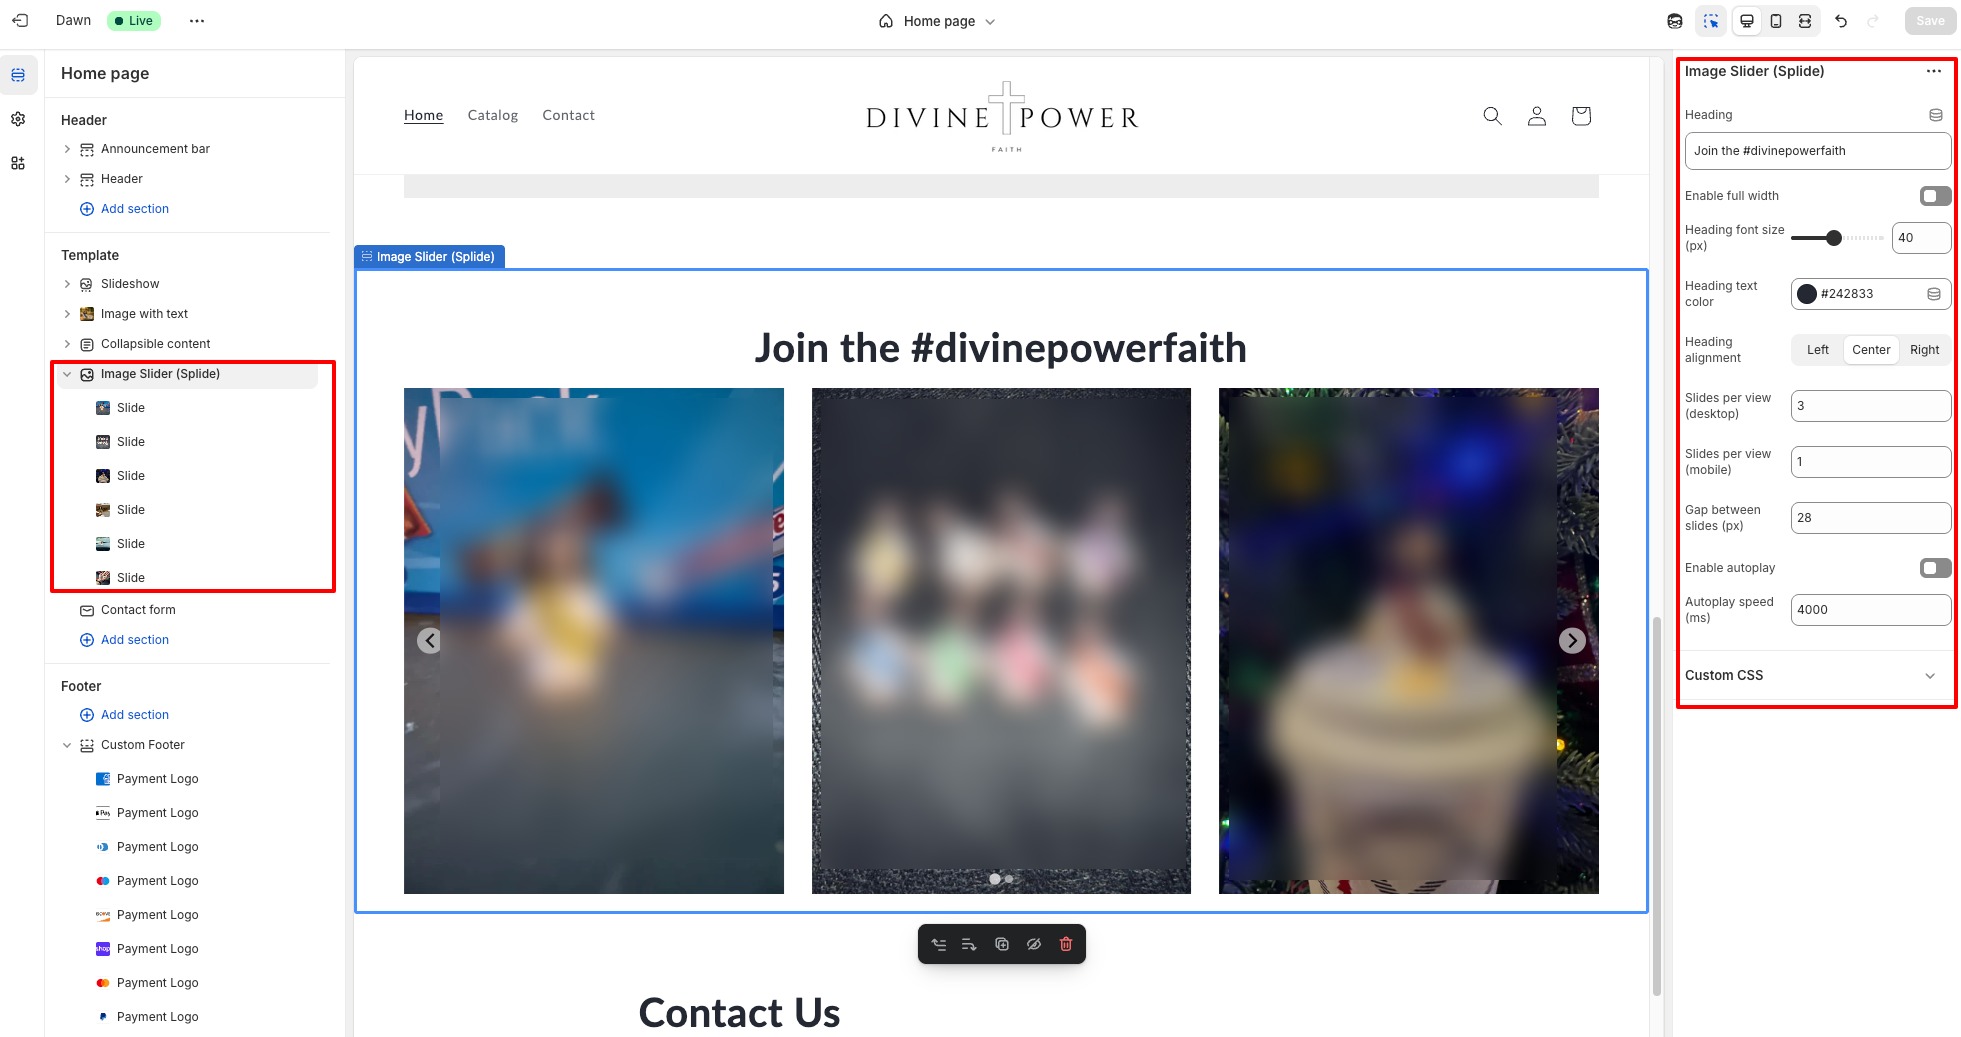 Dawn
Live
Home page
Save
Home page
Header
Announcement bar
Header
Add section
Template
Slideshow
Image with text
Collapsible content
Image Slider (Splide)
Slide
Slide
Slide
Slide
Slide
Slide
Contact form
Add section
Footer
Add section
Custom Footer
Payment Logo
Payment Logo
Payment Logo
Payment Logo
Payment Logo
Payment Logo
Payment Logo
Payment Logo
Home
Catalog
Contact
DIVINE POWER
FAITH
Image Slider (Splide)
Join the #divinepowerfaith
Contact Us
Image Slider (Splide)
Heading
Join the #divinepowerfaith
Enable full width
Heading font size
(px)
40
Heading text
color
#242833
Heading
alignment
Left
Center
Right
Slides per view
(desktop)
3
Slides per view
(mobile)
1
Gap between
slides (px)
28
Enable autoplay
Autoplay speed
(ms)
4000
Custom CSS